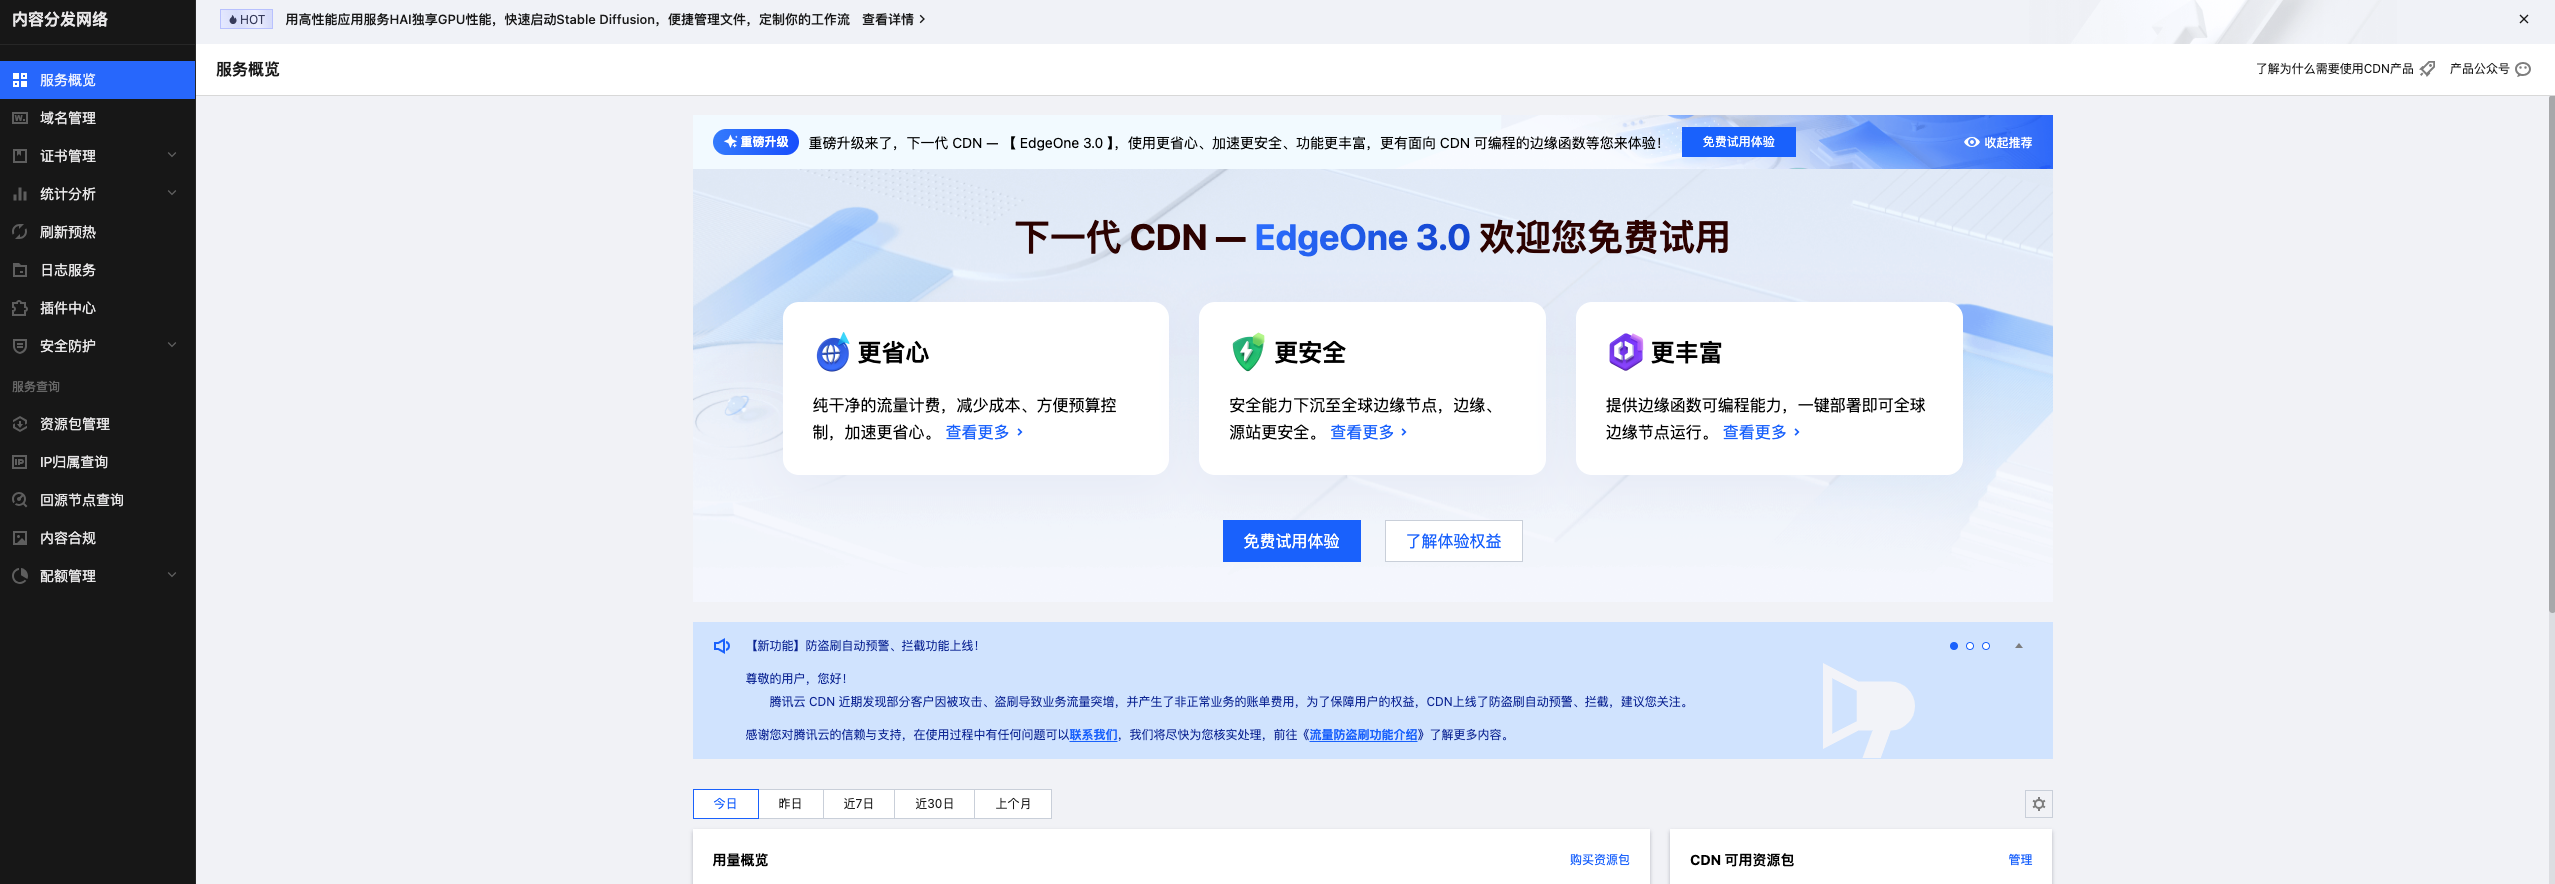 内容分发网络
HOT 用高性能应用服务HAI独享GPU性能，快速启动Stable Diffusion，便捷管理文件，定制你的工作流 查看详情
服务概览
域名管理
证书管理
统计分析
刷新预热
日志服务
插件中心
安全防护
服务查询
资源包管理
IP归属查询
回源节点查询
内容合规
配额管理
服务概览
了解为什么需要使用CDN产品 产品公众号
重磅升级 重磅升级来了，下一代 CDN — 【 EdgeOne 3.0 】，使用更省心、加速更安全、功能更丰富，更有面向 CDN 可编程的边缘函数等您来体验！ 免费试用体验 收起推荐
下一代 CDN — EdgeOne 3.0 欢迎您免费试用
更省心
纯干净的流量计费，减少成本、方便预算控
制，加速更省心。 查看更多
更安全
安全能力下沉至全球边缘节点，边缘、
源站更安全。 查看更多
更丰富
提供边缘函数可编程能力，一键部署即可全球
边缘节点运行。 查看更多
免费试用体验 了解体验权益
【新功能】防盗刷自动预警、拦截功能上线！
尊敬的用户，您好！
腾讯云 CDN 近期发现部分客户因被攻击、盗刷导致业务流量突增，并产生了非正常业务的账单费用，为了保障用户的权益，CDN上线了防盗刷自动预警、拦截，建议您关注。
感谢您对腾讯云的信赖与支持，在使用过程中有任何问题可以联系我们，我们将尽快为您核实处理，前往《流量防盗刷功能介绍》了解更多内容。
今日 昨日 近7日 近30日 上个月
用量概览 购买资源包
CDN 可用资源包 管理